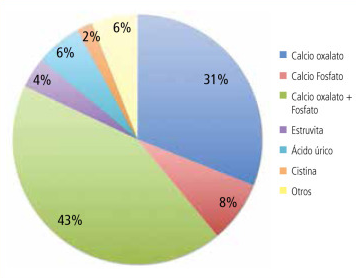 6%
2%
6%
4%
31%
8%
43%
Calcio oxalato
Calcio Fosfato
Calcio oxalato +
Fosfato
Estruvita
Ácido úrico
Cistina
Otros